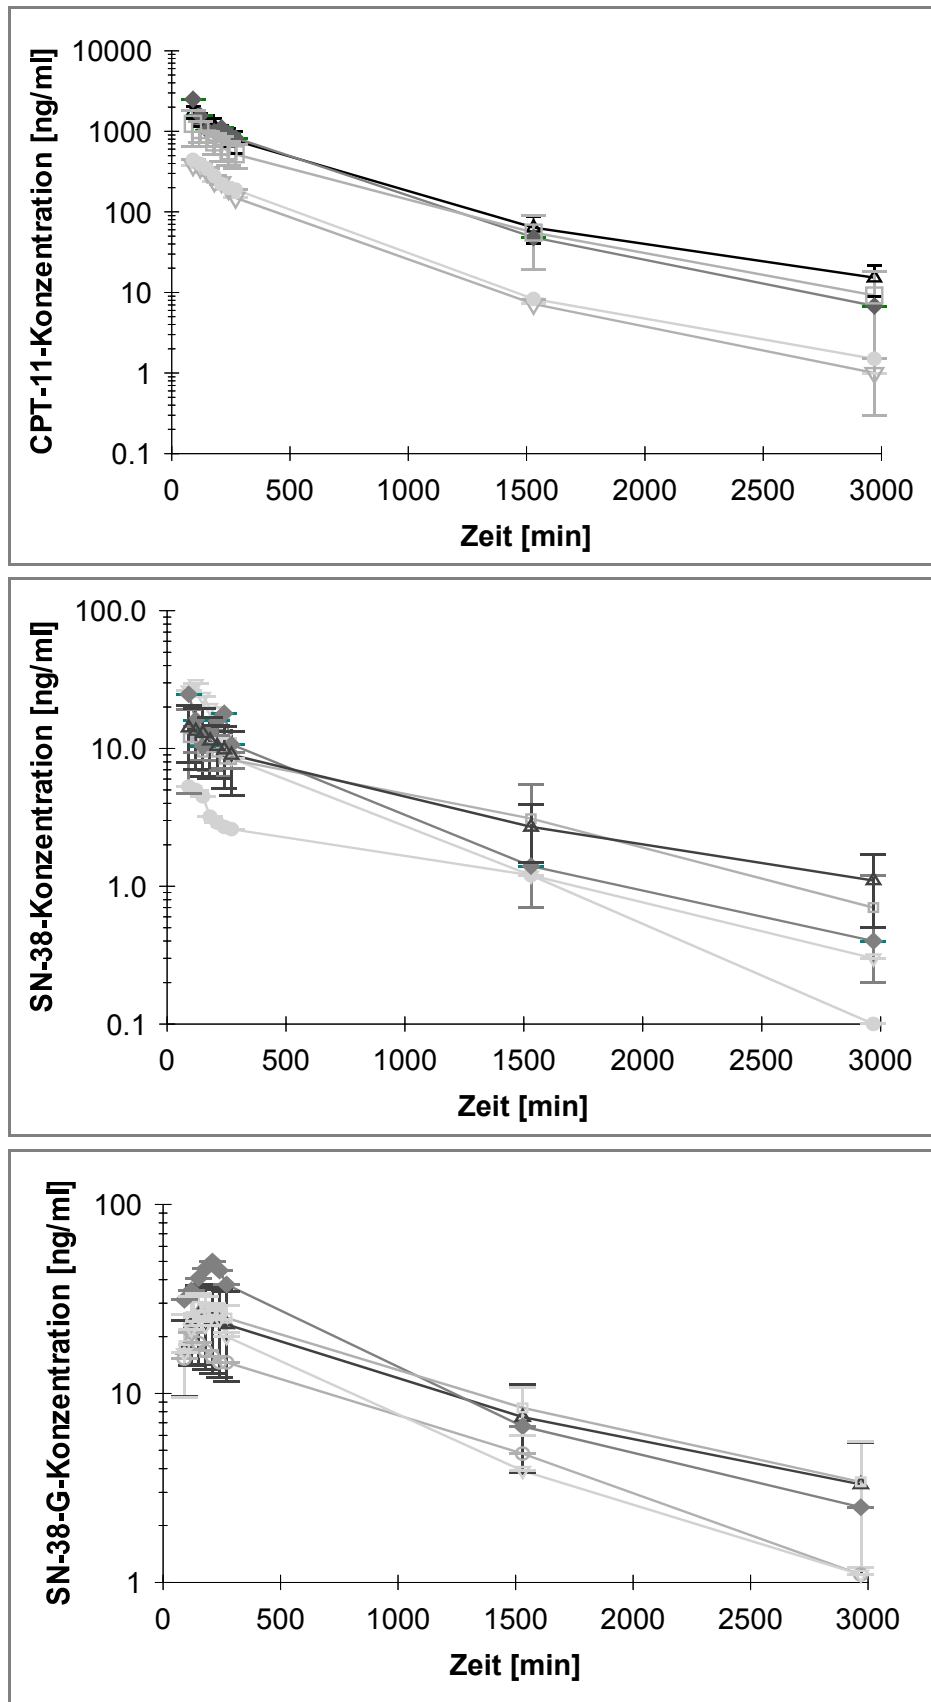 CPT-11-Konzentration [ng/ml]
10000
1000
100
10
1
0.1
0 500 1000 1500 2000 2500 3000
Zeit [min]
SN-38-Konzentration [ng/ml]
100.0
10.0
1.0
0.1
0 500 1000 1500 2000 2500 3000
Zeit [min]
SN-38-G-Konzentration [ng/ml]
100
10
1
0 500 1000 1500 2000 2500 3000
Zeit [min]